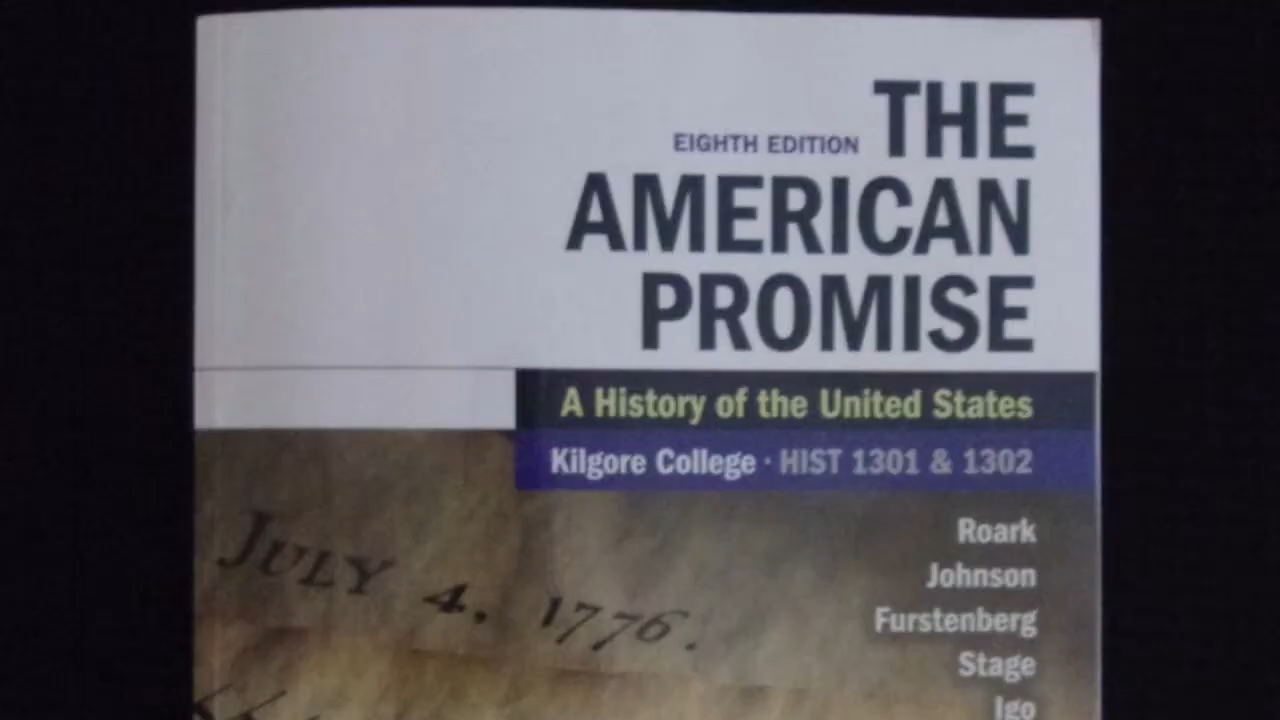 EIGHTH EDITION THE
AMERICAN
PROMISE
A History of the United States
Kilgore College · HIST 1301 & 1302
Roark
Johnson
Furstenberg
Stage
Igo
JULY 4, 1776.